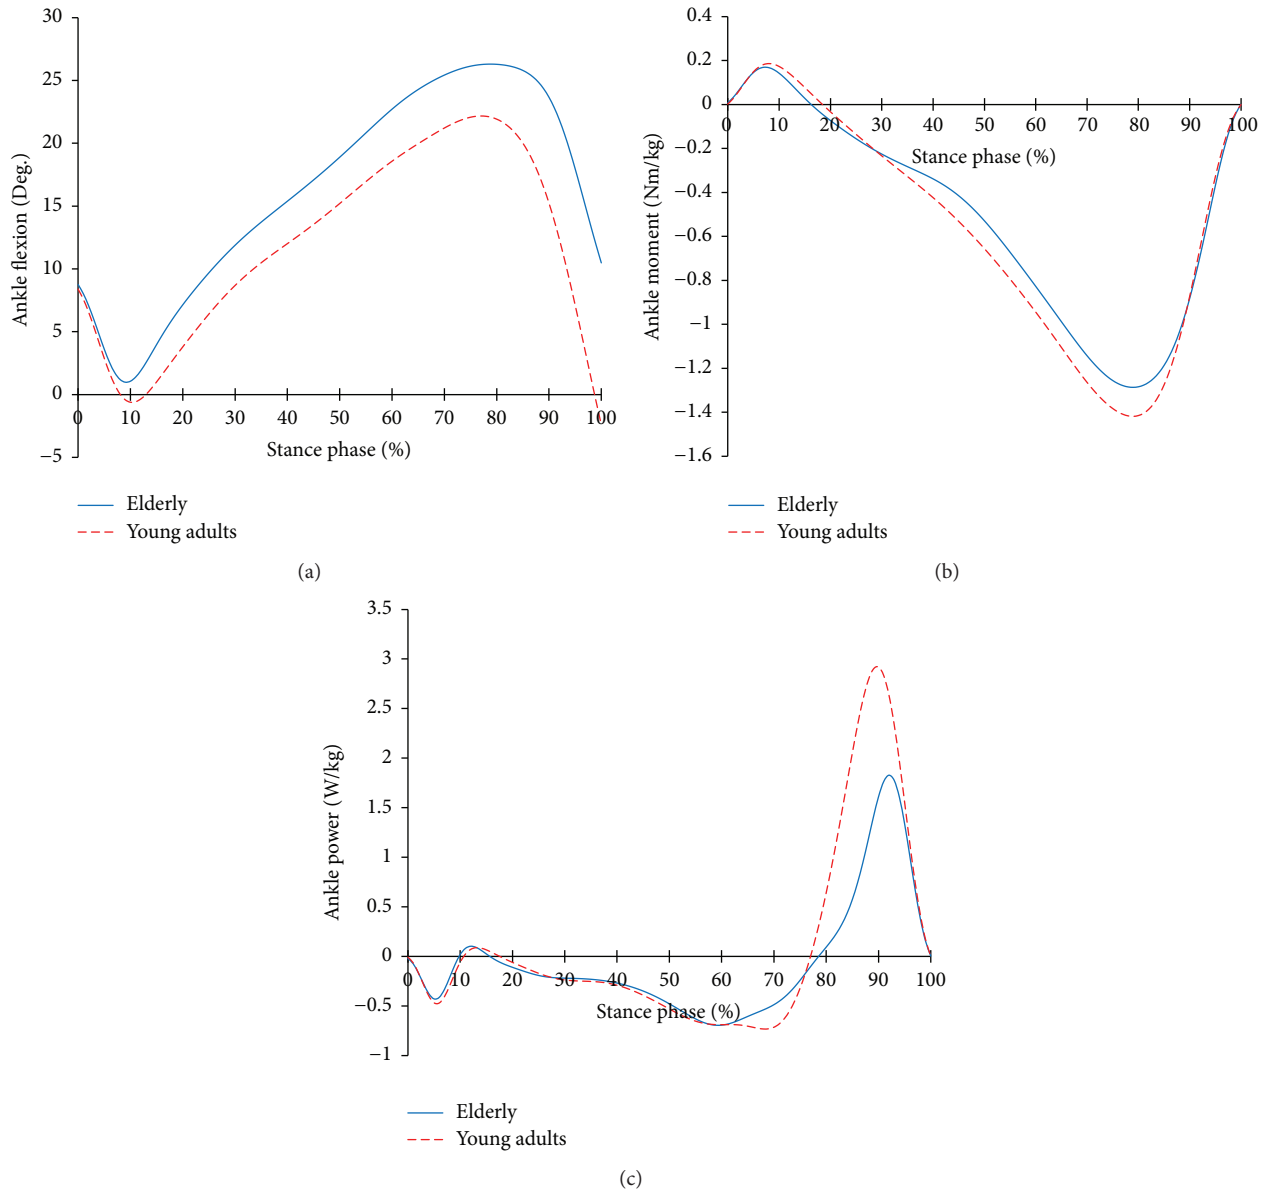 30
25
20
15
10
5
0
−5
Ankle flexion (Deg.)
0 10 20 30 40 50 60 70 80 90 100
Stance phase (%)
Elderly
Young adults
(a)
0.4
0.2
0
−0.2
−0.4
−0.6
−0.8
−1
−1.2
−1.4
−1.6
Ankle moment (Nm/kg)
0 10 20 30 40 50 60 70 80 90 100
Stance phase (%)
Elderly
Young adults
(b)
3.5
3
2.5
2
1.5
1
0.5
0
−0.5
−1
Ankle power (W/kg)
0 10 20 30 40 50 60 70 80 90 100
Stance phase (%)
Elderly
Young adults
(c)